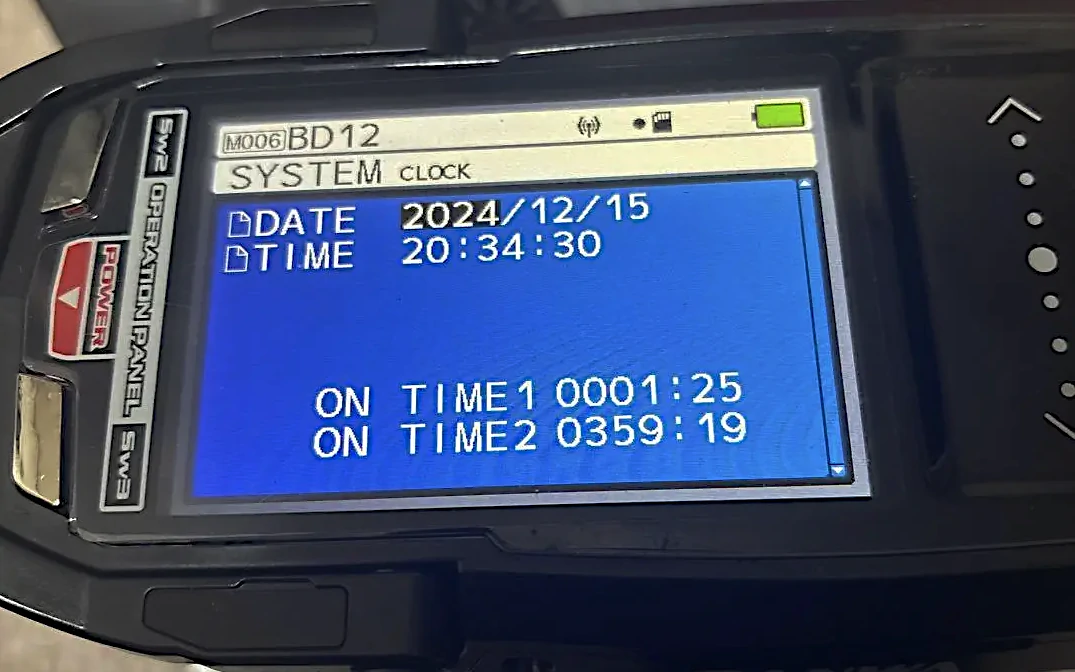 M006 BD12
SYSTEM CLOCK
DATE 2024/12/15
TIME 20:34:30
ON TIME1 0001:25
ON TIME2 0359:19
SW2 OPERATION PANEL SW3
POWER